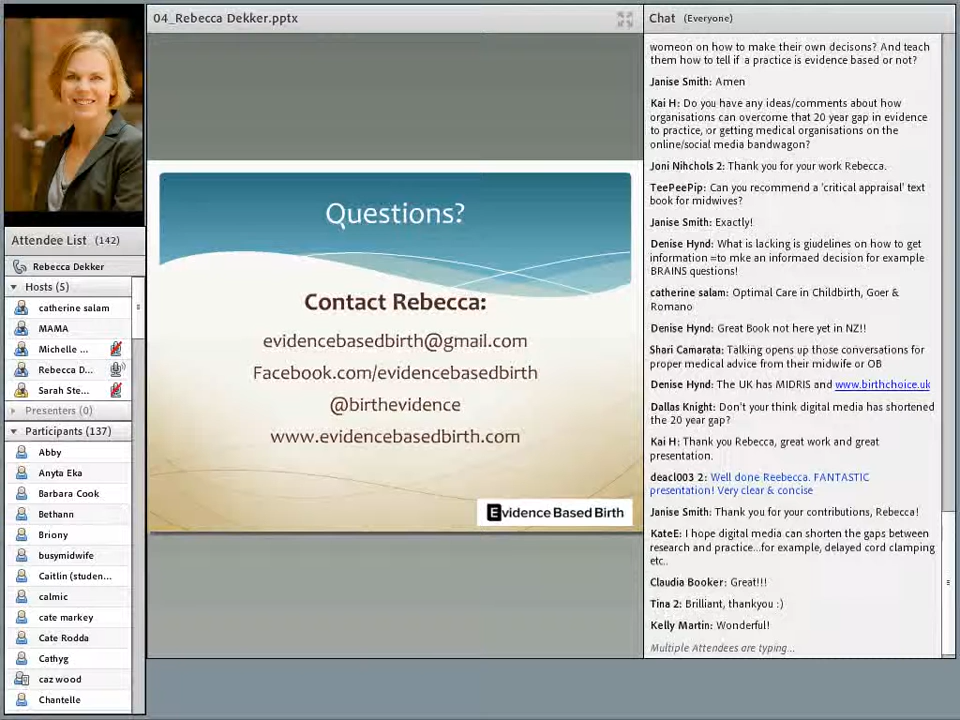 04_Rebecca Dekker.pptx
Chat (Everyone)
Attendee List (142)
Rebecca Dekker
Hosts (5)
catherine salam
MAMA
Michelle ...
Rebecca D...
Sarah Ste...
Presenters (0)
Participants (137)
Abby
Anyta Eka
Barbara Cook
Bethann
Briony
busymidwife
Caitlin (studen...
calmic
cate markey
Cate Rodda
Cathyg
caz wood
Chantelle
Questions?
Contact Rebecca:
evidencebasedbirth@gmail.com
Facebook.com/evidencebasedbirth
@birthevidence
www.evidencebasedbirth.com
Evidence Based Birth
womeon on how to make their own decisons? And teach
them how to tell if a practice is evidence based or not?
Janise Smith: Amen
Kai H: Do you have any ideas/comments about how
organisations can overcome that 20 year gap in evidence
to practice, or getting medical organisations on the
online/social media bandwagon?
Joni Nihchols 2: Thank you for your work Rebecca.
TeePeePip: Can you recommend a 'critical appraisal' text
book for midwives?
Janise Smith: Exactly!
Denise Hynd: What is lacking is giudelines on how to get
information =to mke an informaed decision for example
BRAINS questions!
catherine salam: Optimal Care in Childbirth, Goer &
Romano
Denise Hynd: Great Book not here yet in NZ!!
Shari Camarata: Talking opens up those conversations for
proper medical advice from their midwife or OB
Denise Hynd: The UK has MIDRIS and www.birthchoice.uk
Dallas Knight: Don't your think digital media has shortened
the 20 year gap?
Kai H: Thank you Rebecca, great work and great
presentation.
deacl003 2: Well done Reebecca. FANTASTIC
presentation! Very clear & concise
Janise Smith: Thank you for your contributions, Rebecca!
KateE: I hope digital media can shorten the gaps between
research and practice...for example, delayed cord clamping
etc..
Claudia Booker: Great!!!
Tina 2: Brilliant, thankyou :)
Kelly Martin: Wonderful!
Multiple Attendees are typing...